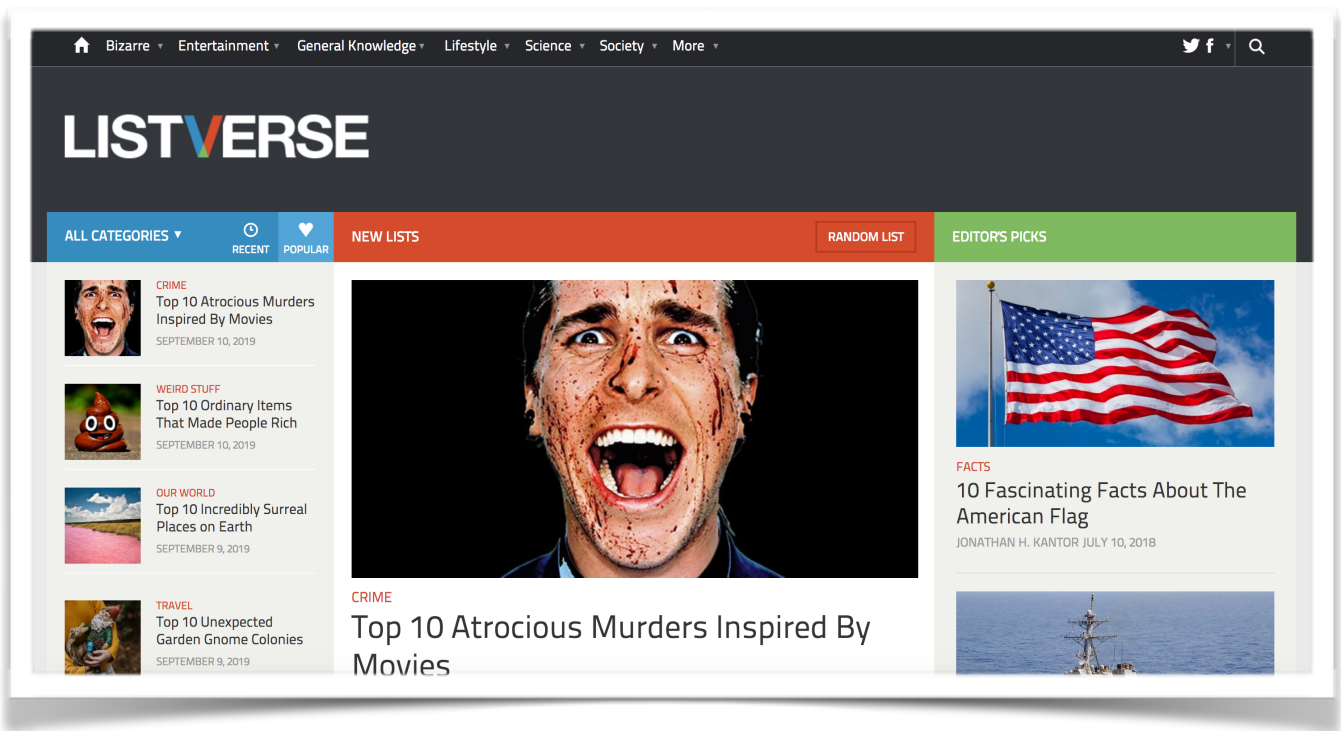 Bizarre Entertainment General Knowledge Lifestyle Science Society More
LISTVERSE
ALL CATEGORIES
RECENT
POPULAR
CRIME
Top 10 Atrocious Murders
Inspired By Movies
SEPTEMBER 10, 2019
WEIRD STUFF
Top 10 Ordinary Items
That Made People Rich
SEPTEMBER 10, 2019
OUR WORLD
Top 10 Incredibly Surreal
Places on Earth
SEPTEMBER 9, 2019
TRAVEL
Top 10 Unexpected
Garden Gnome Colonies
SEPTEMBER 9, 2019
NEW LISTS
RANDOM LIST
CRIME
Top 10 Atrocious Murders Inspired By
Movies
EDITOR'S PICKS
FACTS
10 Fascinating Facts About The
American Flag
JONATHAN H. KANTOR JULY 10, 2018